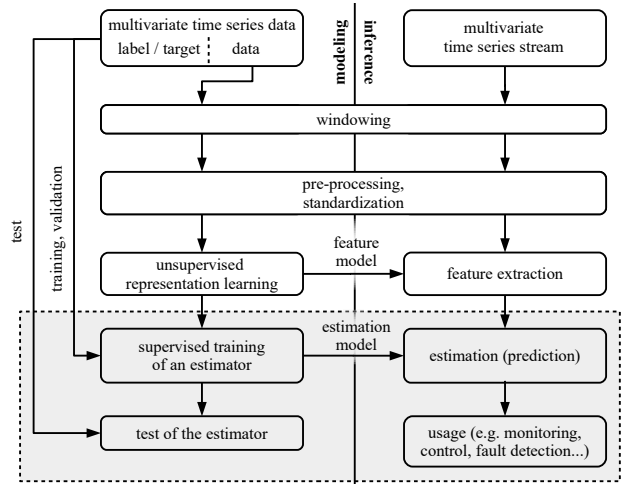 multivariate time series data
label / target
data
modeling
inference
multivariate
time series stream
windowing
pre-processing,
standardization
test
training, validation
unsupervised
representation learning
feature
model
feature extraction
supervised training
of an estimator
estimation
model
estimation (prediction)
test of the estimator
usage (e.g. monitoring,
control, fault detection...)